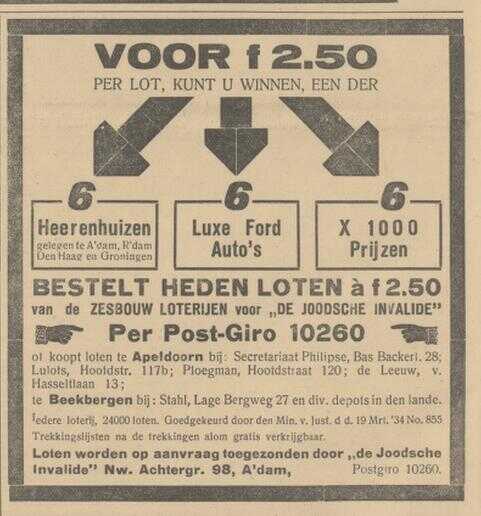 VOOR f 2.50
PER LOT, KUNT U WINNEN, EEN DER
6
Heerenhuizen
gelegen te A'dam, R'dam
Den Haag en Groningen
6
Luxe Ford
Auto's
6
X 1000
Prijzen
BESTELT HEDEN LOTEN à f 2.50
van de ZESBOUW LOTERIJEN voor „DE JOODSCHE INVALIDE"
Per Post-Giro 10260
of koopt loten te Apeldoorn bij: Secretariaat Philipse, Bas Backerl. 28;
Lulofs, Hoofdstr. 117b; Ploegman, Hoofdstraat 120; de Leeuw, v.
Hasseltlaan 13;
te Beekbergen bij: Stahl, Lage Bergweg 27 en div. depots in den lande.
Iedere loterij, 24000 loten. Goedgekeurd door den Min. v. Just. d d. 19 Mrt. '34 No. 855
Trekkingslijsten na de trekkingen alom gratis verkrijgbaar.
Loten worden op aanvraag toegezonden door „de Joodsche
Invalide" Nw. Achtergr. 98, A'dam, Postgiro 10260.